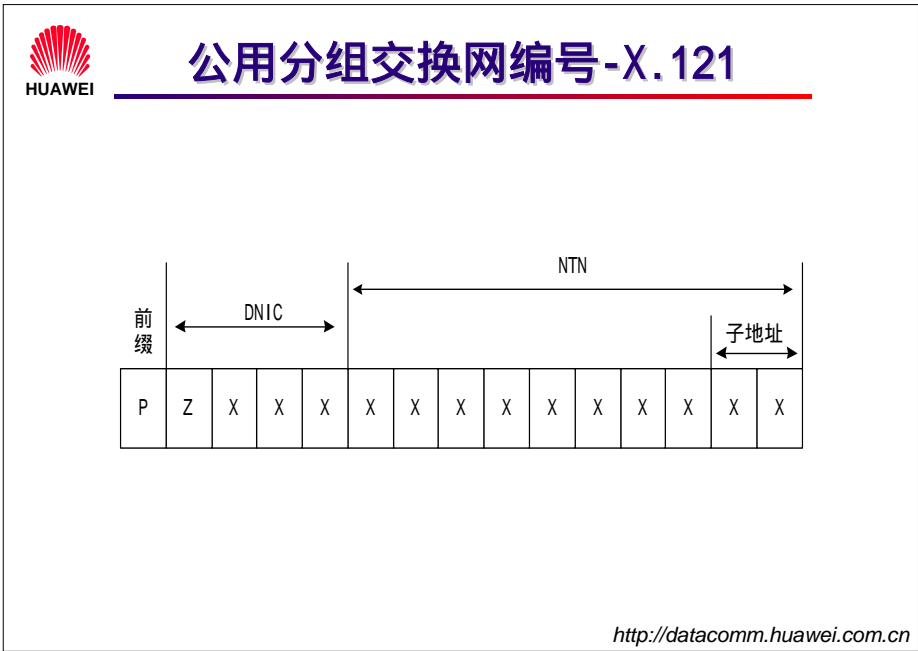 HUAWEI
公用分组交换网编号-X.121
NTN
DNIC
前缀
子地址
P Z X X X X X X X X X X X X X
http://datacomm.huawei.com.cn